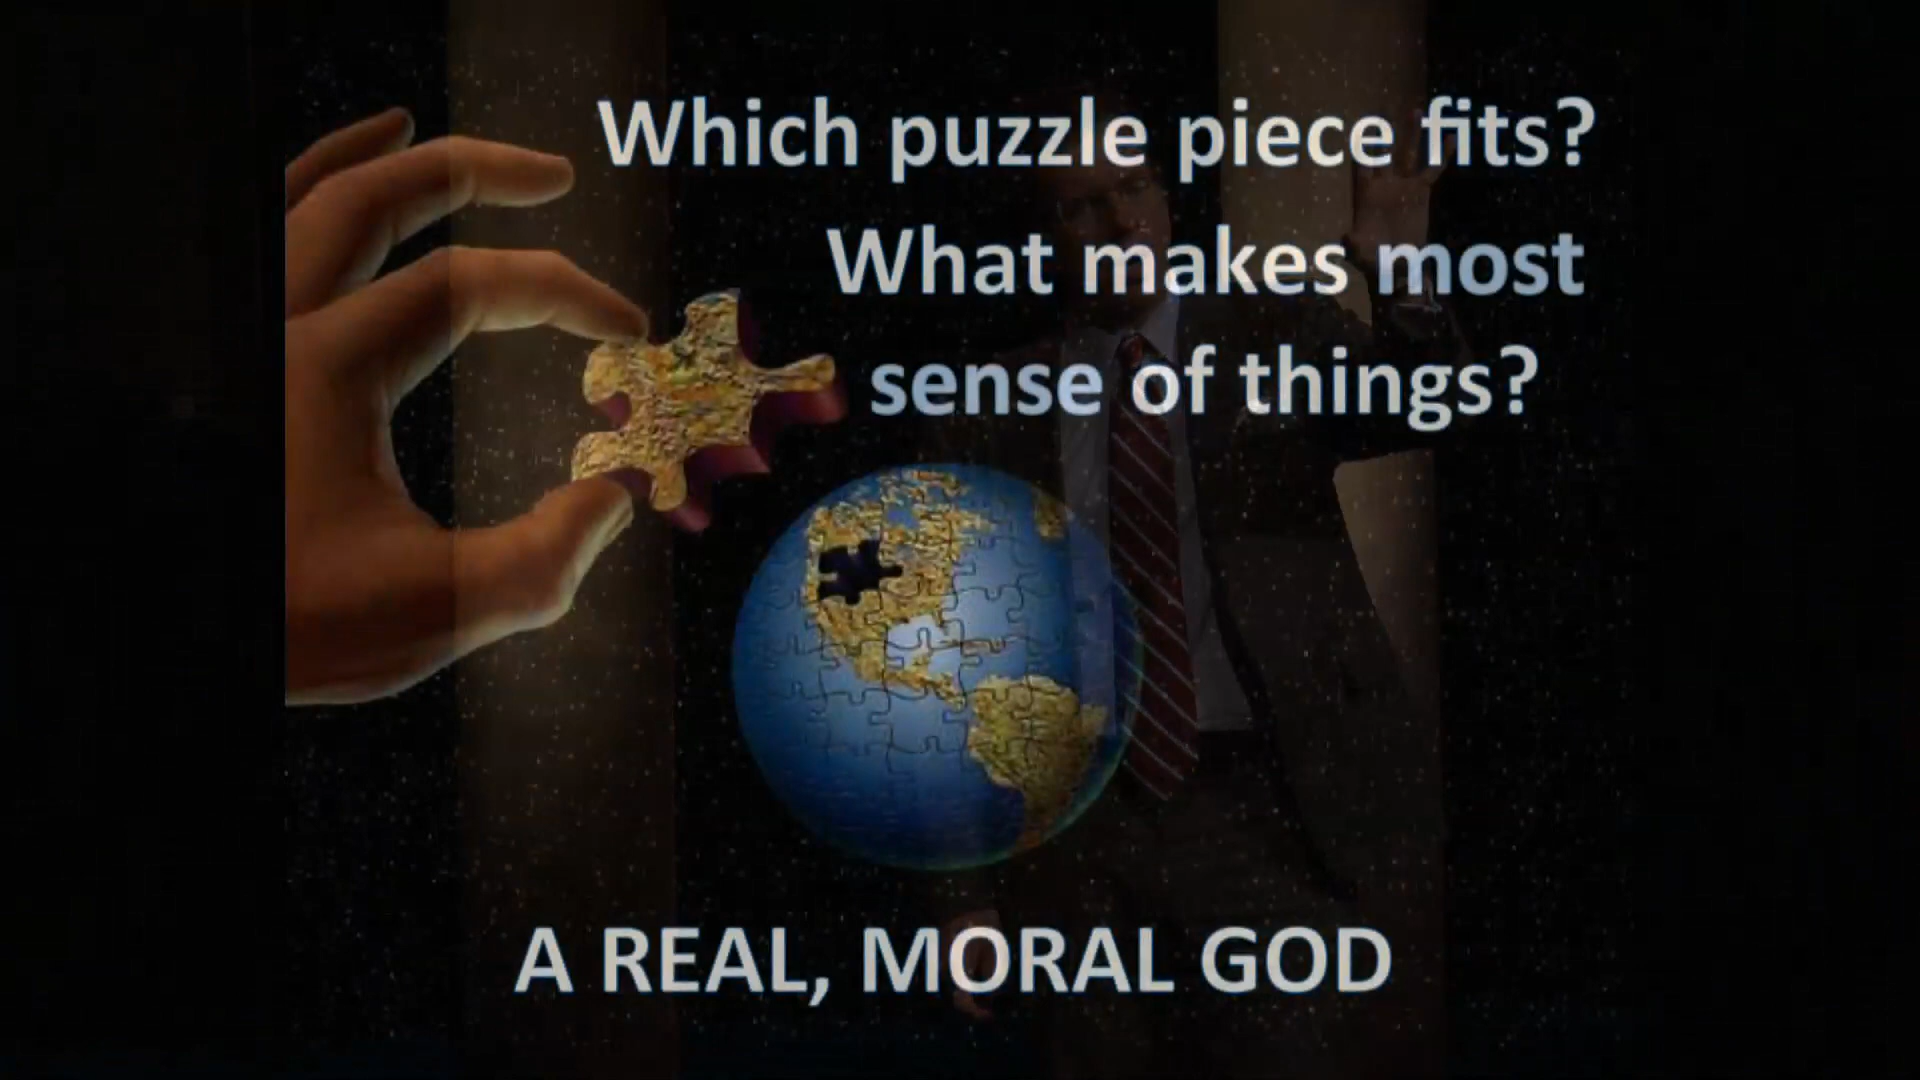 Which puzzle piece fits?
What makes most
sense of things?
A REAL, MORAL GOD